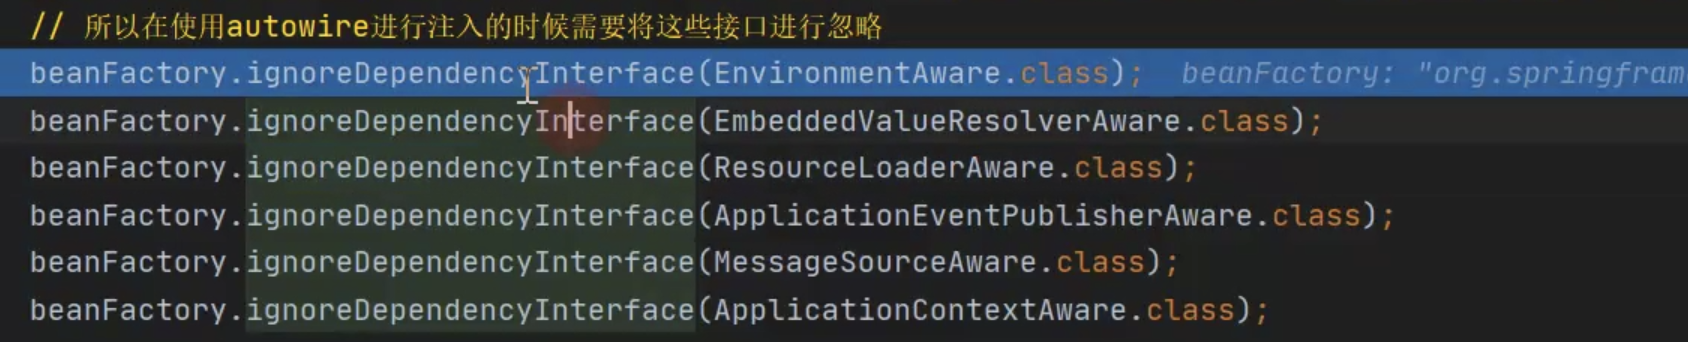 // 所以在使用autowire进行注入的时候需要将这些接口进行忽略
beanFactory.ignoreDependencyInterface(EnvironmentAware.class); beanFactory: "org.springfram
beanFactory.ignoreDependencyInterface(EmbeddedValueResolverAware.class);
beanFactory.ignoreDependencyInterface(ResourceLoaderAware.class);
beanFactory.ignoreDependencyInterface(ApplicationEventPublisherAware.class);
beanFactory.ignoreDependencyInterface(MessageSourceAware.class);
beanFactory.ignoreDependencyInterface(ApplicationContextAware.class);